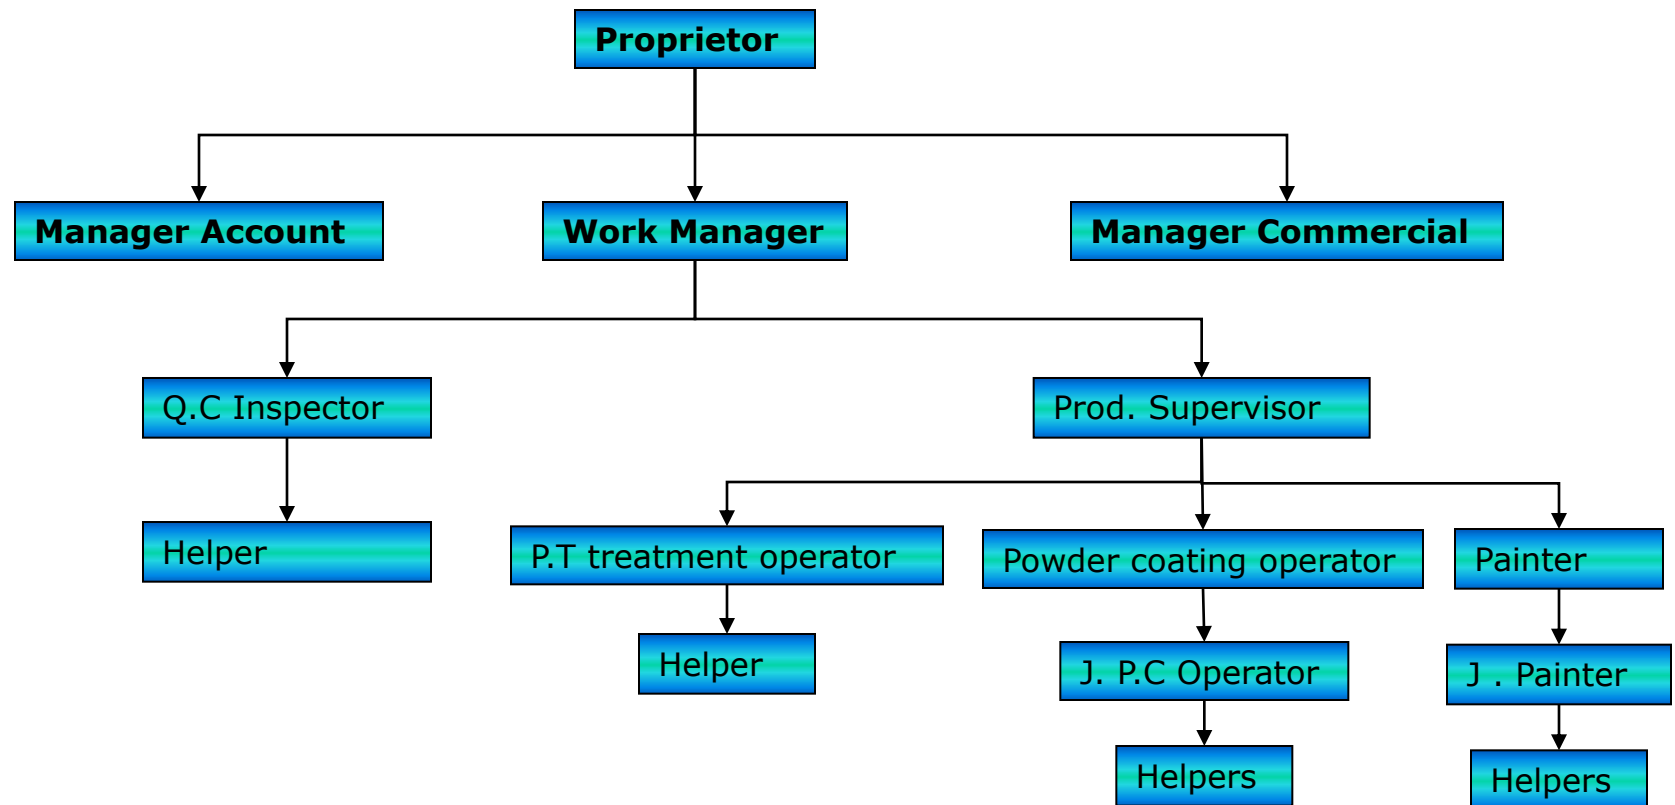 Proprietor
Manager Account
Work Manager
Manager Commercial
Q.C Inspector
Prod. Supervisor
Helper
P.T treatment operator
Powder coating operator
Painter
Helper
J. P.C Operator
J . Painter
Helpers
Helpers